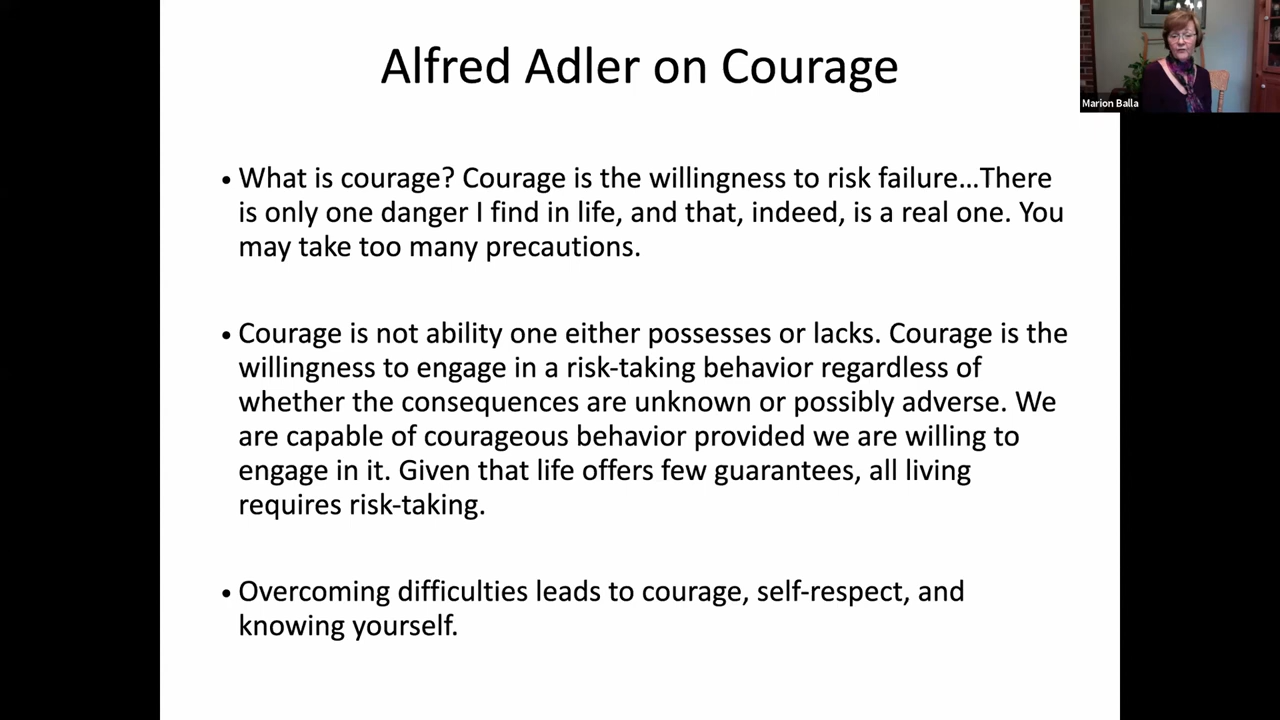 Alfred Adler on Courage
Marion Balla
• What is courage? Courage is the willingness to risk failure...There
is only one danger I find in life, and that, indeed, is a real one. You
may take too many precautions.
• Courage is not ability one either possesses or lacks. Courage is the
willingness to engage in a risk-taking behavior regardless of
whether the consequences are unknown or possibly adverse. We
are capable of courageous behavior provided we are willing to
engage in it. Given that life offers few guarantees, all living
requires risk-taking.
• Overcoming difficulties leads to courage, self-respect, and
knowing yourself.